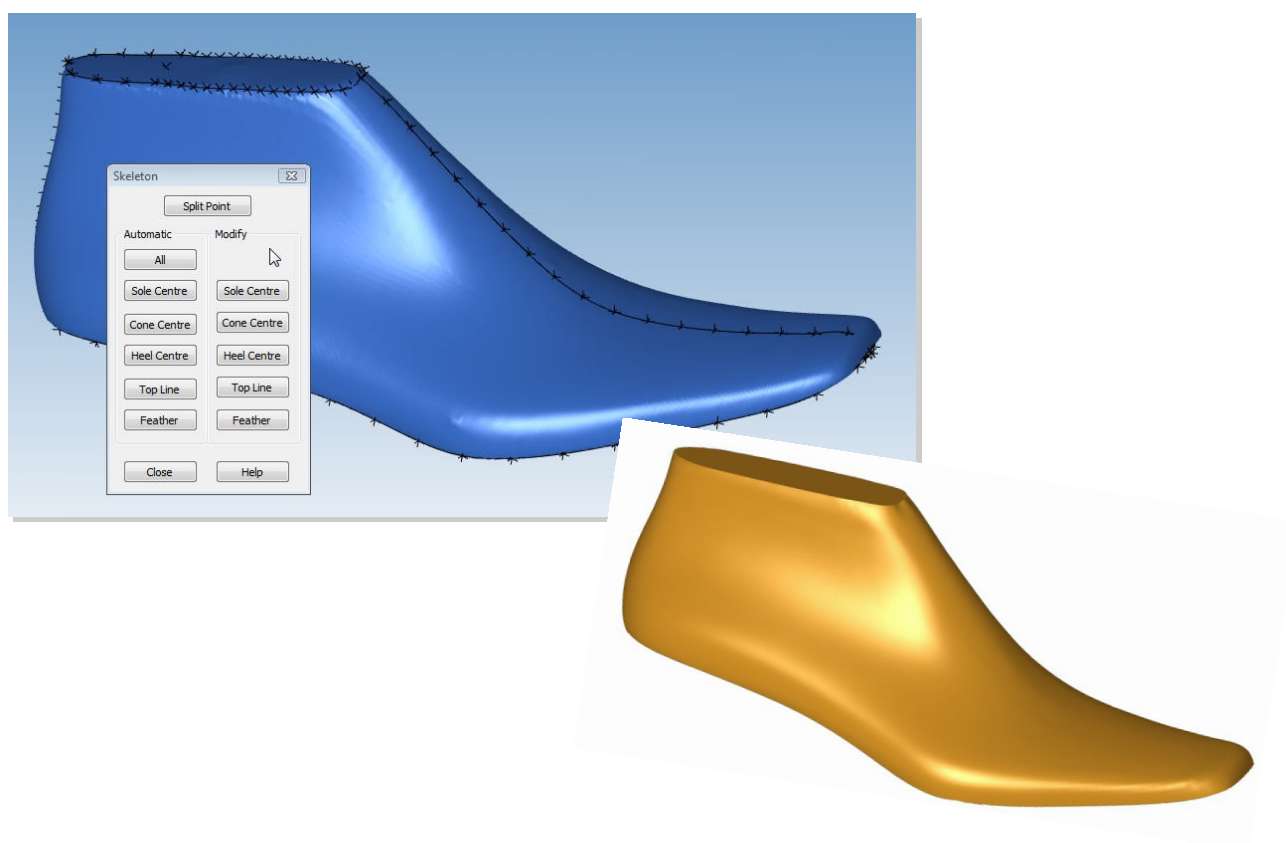 Skeleton
Split Point
Automatic Modify
All
Sole Centre Sole Centre
Cone Centre Cone Centre
Heel Centre Heel Centre
Top Line Top Line
Feather Feather
Close Help